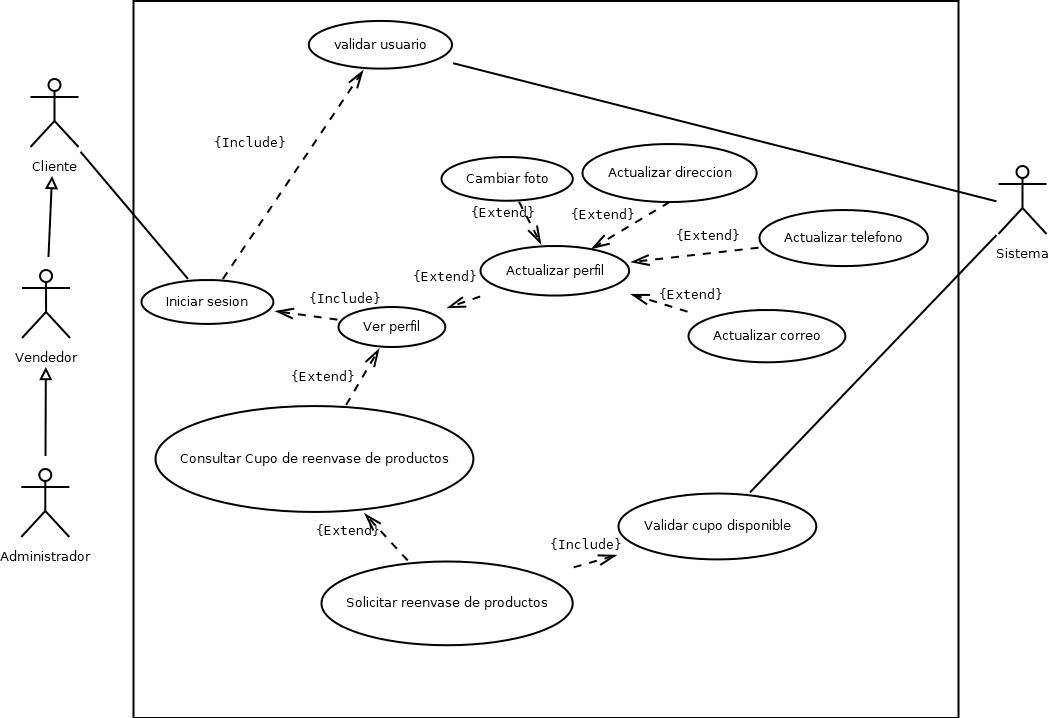 validar usuario
{Include}
Cliente
Cambiar foto
Actualizar direccion
{Extend}
{Extend}
{Extend}
Actualizar telefono
Sistema
Actualizar perfil
{Extend}
{Extend}
Iniciar sesion
{Include}
Ver perfil
Actualizar correo
Vendedor
{Extend}
Consultar Cupo de reenvase de productos
{Extend}
Validar cupo disponible
{Include}
Administrador
Solicitar reenvase de productos